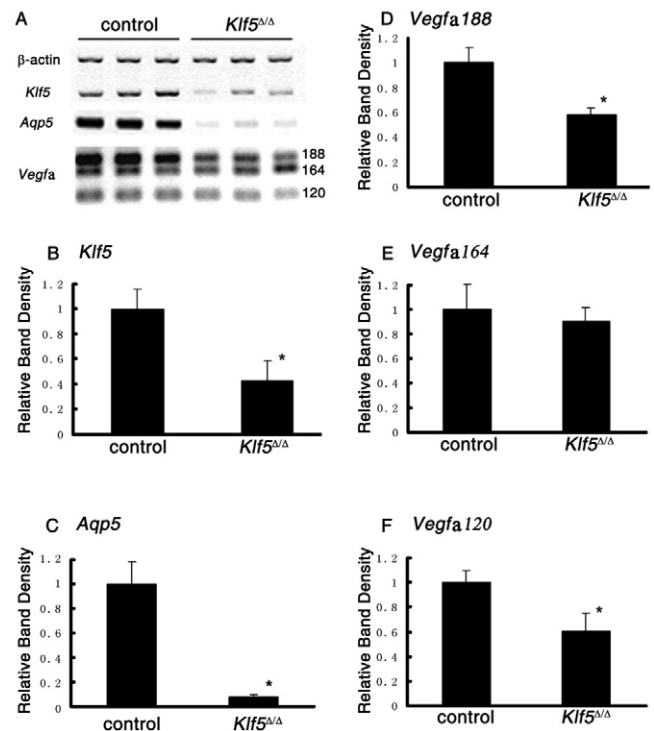 A
control Klf5Δ/Δ
β-actin
Klf5
Aqp5
Vegfa
188
164
120
B Klf5
Relative Band Density
1.2
1
0.8
0.6
0.4
0.2
0
*
control Klf5Δ/Δ
C Aqp5
Relative Band Density
1.2
1
0.8
0.6
0.4
0.2
0
*
control Klf5Δ/Δ
D Vegfa188
Relative Band Density
1.2
1
0.8
0.6
0.4
0.2
0
*
control Klf5Δ/Δ
E Vegfa164
Relative Band Density
1.2
1
0.8
0.6
0.4
0.2
0
control Klf5Δ/Δ
F Vegfa120
Relative Band Density
1.2
1
0.8
0.6
0.4
0.2
0
*
control Klf5Δ/Δ